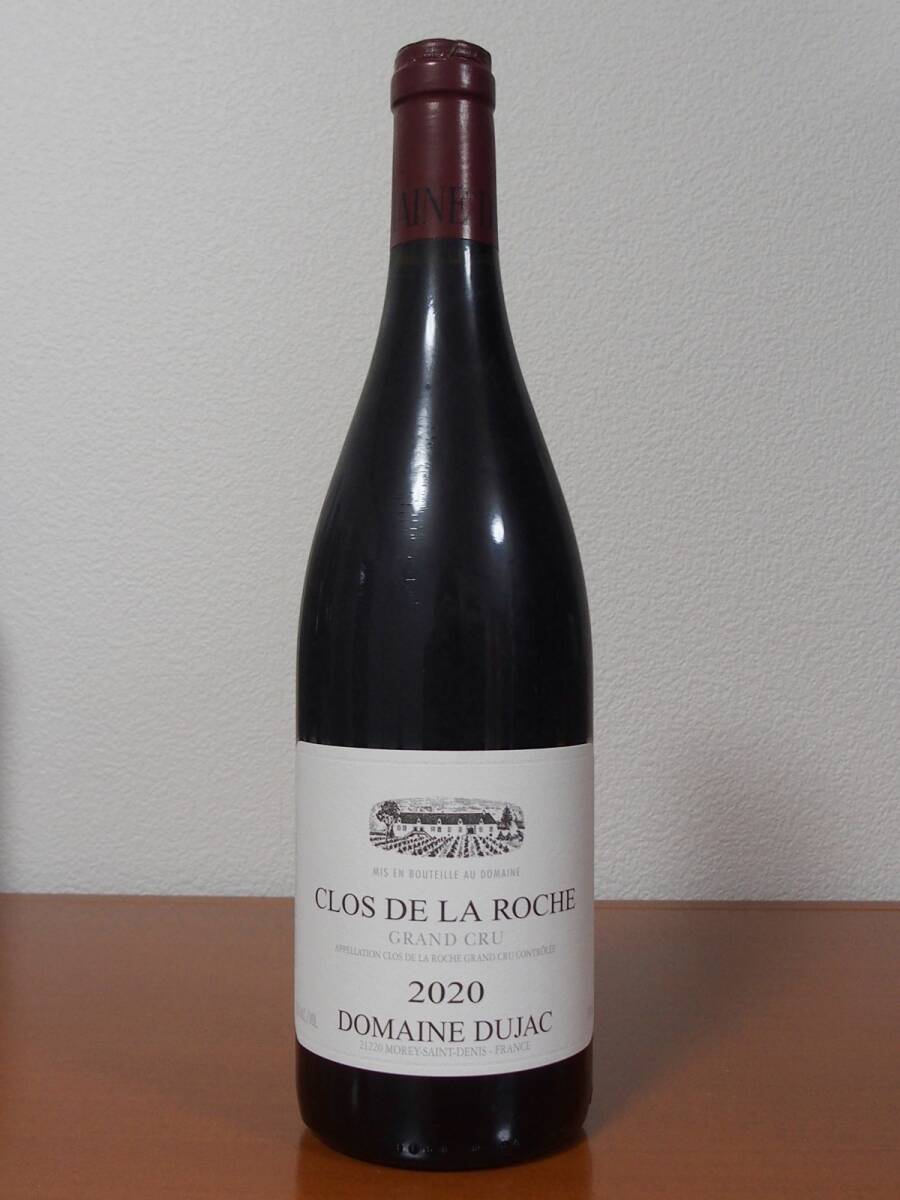 AINE D
MIS EN BOUTEILLE AU DOMAINE
CLOS DE LA ROCHE
GRAND CRU
APPELLATION CLOS DE LA ROCHE GRAND CRU CONTRÔLÉE
2020
DOMAINE DUJAC
21220 MOREY-SAINT-DENIS - FRANCE